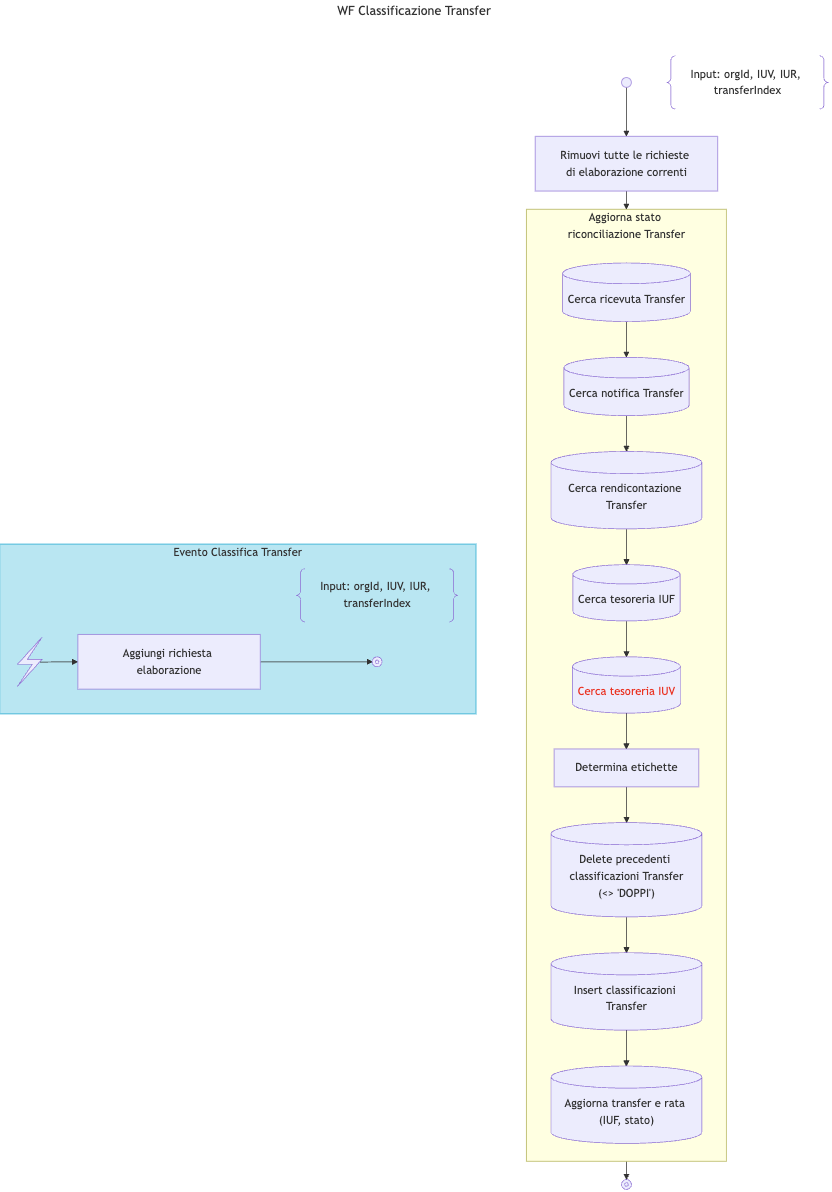 WF Classificazione Transfer
Input: orgId, IUV, IUR,
transferIndex
Rimuovi tutte le richieste
di elaborazione correnti
Aggiorna stato
riconciliazione Transfer
Cerca ricevuta Transfer
Cerca notifica Transfer
Cerca rendicontazione
Transfer
Cerca tesoreria IUF
Cerca tesoreria IUV
Determina etichette
Delete precedenti
classificazioni Transfer
(<> 'DOPPI')
Insert classificazioni
Transfer
Aggiorna transfer e rata
(IUF, stato)
Evento Classifica Transfer
Input: orgId, IUV, IUR,
transferIndex
Aggiungi richiesta
elaborazione